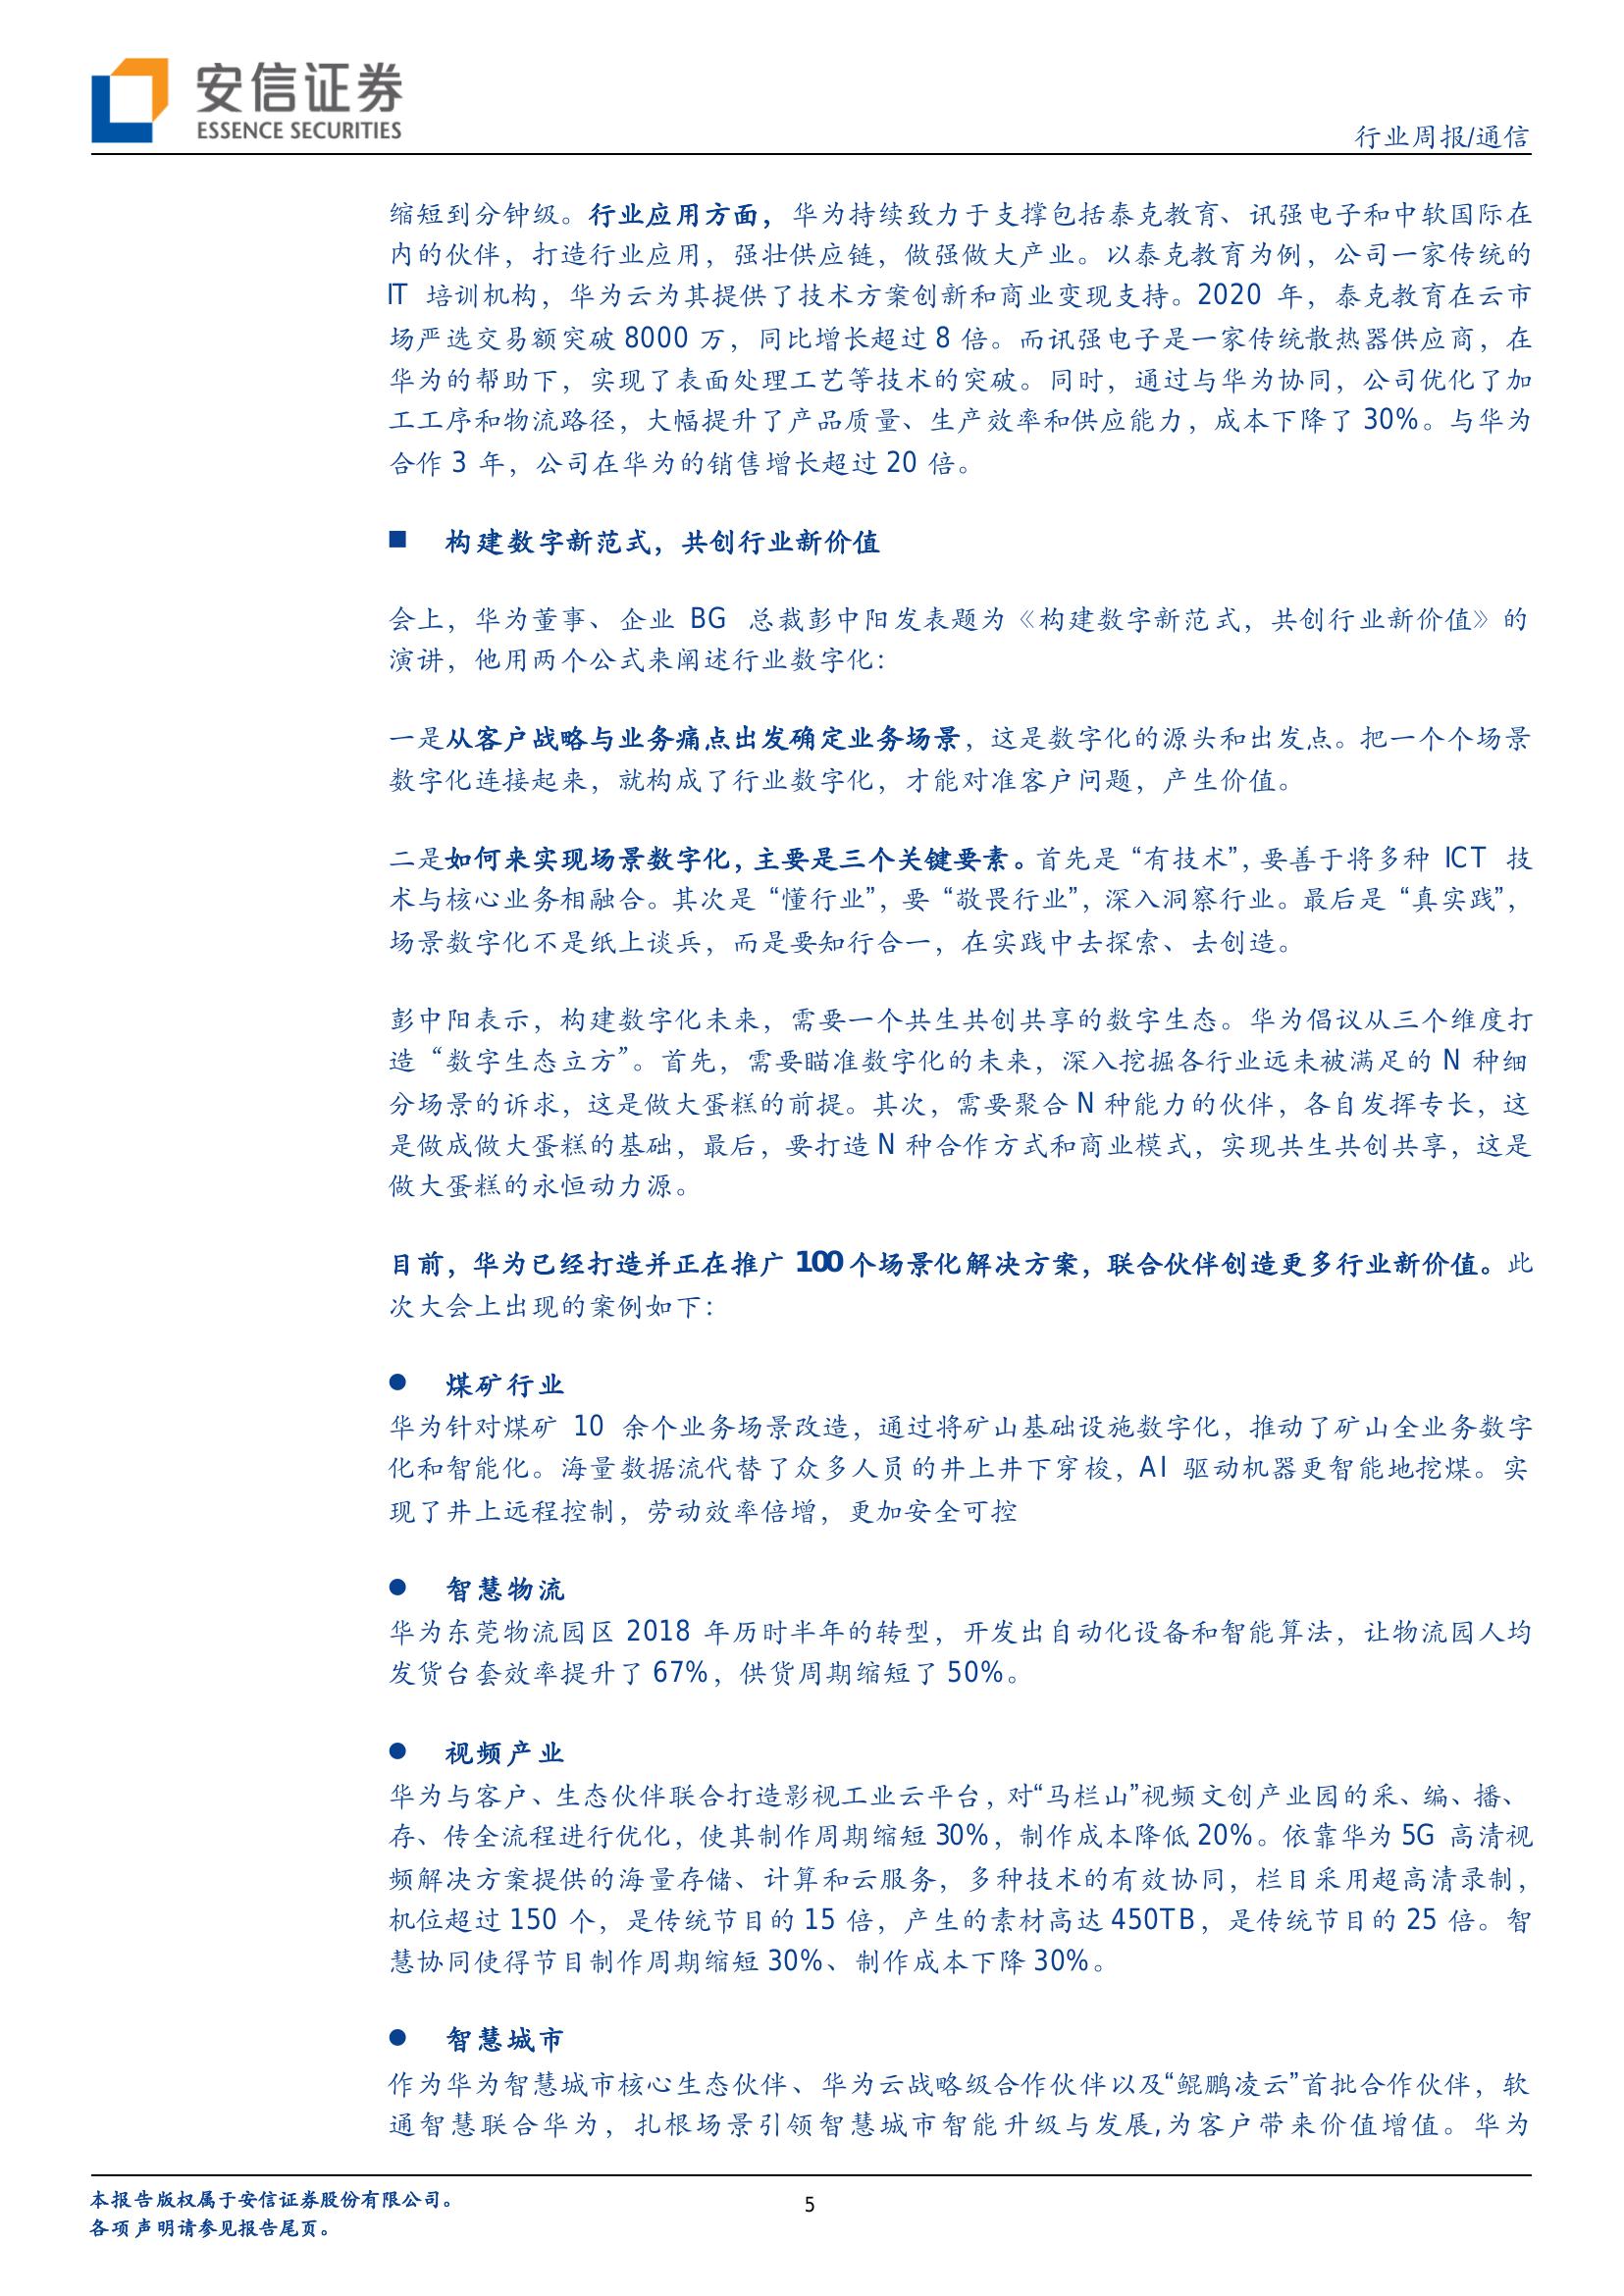 安信证券
ESSENCE SECURITIES
行业周报/通信
缩短到分钟级。行业应用方面，华为持续致力于支撑包括泰克教育、讯强电子和中软国际在
内的伙伴，打造行业应用，强壮供应链，做强做大产业。以泰克教育为例，公司一家传统的
IT 培训机构，华为云为其提供了技术方案创新和商业变现支持。2020 年，泰克教育在云市
场严选交易额突破 8000 万，同比增长超过 8 倍。而讯强电子是一家传统散热器供应商，在
华为的帮助下，实现了表面处理工艺等技术的突破。同时，通过与华为协同，公司优化了加
工工序和物流路径，大幅提升了产品质量、生产效率和供应能力，成本下降了 30%。与华为
合作 3 年，公司在华为的销售增长超过 20 倍。
■ 构建数字新范式，共创行业新价值
会上，华为董事、企业 BG 总裁彭中阳发表题为《构建数字新范式，共创行业新价值》的
演讲，他用两个公式来阐述行业数字化：
一是从客户战略与业务痛点出发确定业务场景，这是数字化的源头和出发点。把一个个场景
数字化连接起来，就构成了行业数字化，才能对准客户问题，产生价值。
二是如何来实现场景数字化，主要是三个关键要素。首先是“有技术”，要善于将多种 ICT 技
术与核心业务相融合。其次是“懂行业”，要“敬畏行业”，深入洞察行业。最后是“真实践”，
场景数字化不是纸上谈兵，而是要知行合一，在实践中去探索、去创造。
彭中阳表示，构建数字化未来，需要一个共生共创共享的数字生态。华为倡议从三个维度打
造“数字生态立方”。首先，需要瞄准数字化的未来，深入挖掘各行业远未被满足的 N 种细
分场景的诉求，这是做大蛋糕的前提。其次，需要聚合 N 种能力的伙伴，各自发挥专长，这
是做成做大蛋糕的基础，最后，要打造 N 种合作方式和商业模式，实现共生共创共享，这是
做大蛋糕的永恒动力源。
目前，华为已经打造并正在推广 100 个场景化解决方案，联合伙伴创造更多行业新价值。此
次大会上出现的案例如下：
● 煤矿行业
华为针对煤矿 10 余个业务场景改造，通过将矿山基础设施数字化，推动了矿山全业务数字
化和智能化。海量数据流代替了众多人员的井上井下穿梭，AI 驱动机器更智能地挖煤。实
现了井上远程控制，劳动效率倍增，更加安全可控
● 智慧物流
华为东莞物流园区 2018 年历时半年的转型，开发出自动化设备和智能算法，让物流园人均
发货台套效率提升了 67%，供货周期缩短了 50%。
● 视频产业
华为与客户、生态伙伴联合打造影视工业云平台，对“马栏山”视频文创产业园的采、编、播、
存、传全流程进行优化，使其制作周期缩短 30%，制作成本降低 20%。依靠华为 5G 高清视
频解决方案提供的海量存储、计算和云服务，多种技术的有效协同，栏目采用超高清录制，
机位超过 150 个，是传统节目的 15 倍，产生的素材高达 450TB，是传统节目的 25 倍。智
慧协同使得节目制作周期缩短 30%、制作成本下降 30%。
● 智慧城市
作为华为智慧城市核心生态伙伴、华为云战略级合作伙伴以及“鲲鹏凌云”首批合作伙伴，软
通智慧联合华为，扎根场景引领智慧城市智能升级与发展,为客户带来价值增值。华为
本报告版权属于安信证券股份有限公司。
各项声明请参见报告尾页。
5